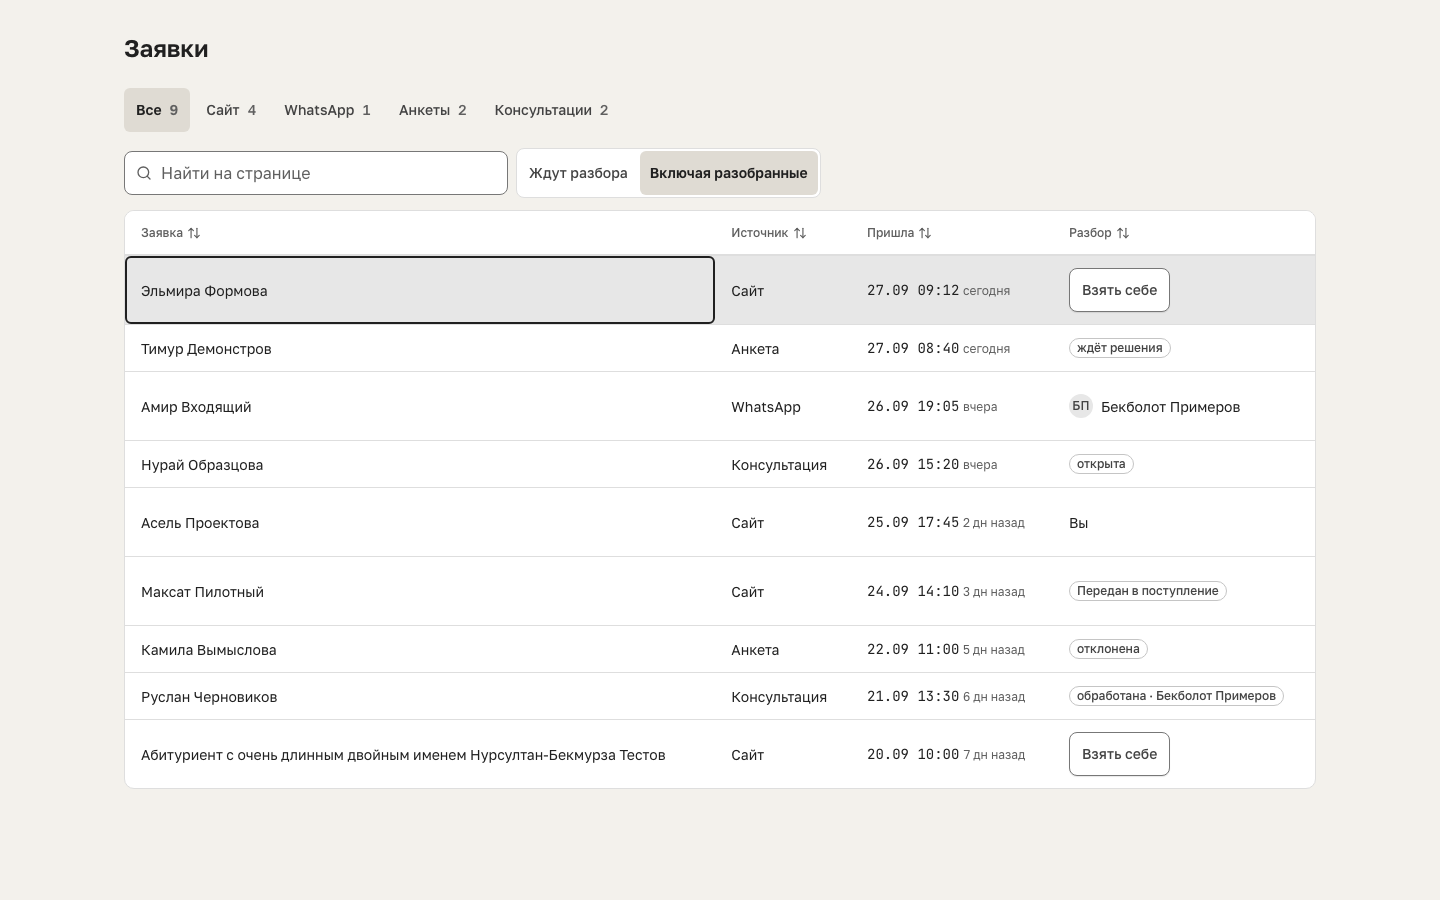 Заявки
Все 9 Сайт 4 WhatsApp 1 Анкеты 2 Консультации 2
Найти на странице Ждут разбора Включая разобранные
Заявка Источник Пришла Разбор
Эльмира Формова Сайт 27.09 09:12 сегодня Взять себе
Тимур Демонстров Анкета 27.09 08:40 сегодня ждёт решения
Амир Входящий WhatsApp 26.09 19:05 вчера БП Бекболот Примеров
Нурай Образцова Консультация 26.09 15:20 вчера открыта
Асель Проектова Сайт 25.09 17:45 2 дн назад Вы
Максат Пилотный Сайт 24.09 14:10 3 дн назад Передан в поступление
Камила Вымыслова Анкета 22.09 11:00 5 дн назад отклонена
Руслан Черновиков Консультация 21.09 13:30 6 дн назад обработана · Бекболот Примеров
Абитуриент с очень длинным двойным именем Нурсултан-Бекмурза Тестов Сайт 20.09 10:00 7 дн назад Взять себе